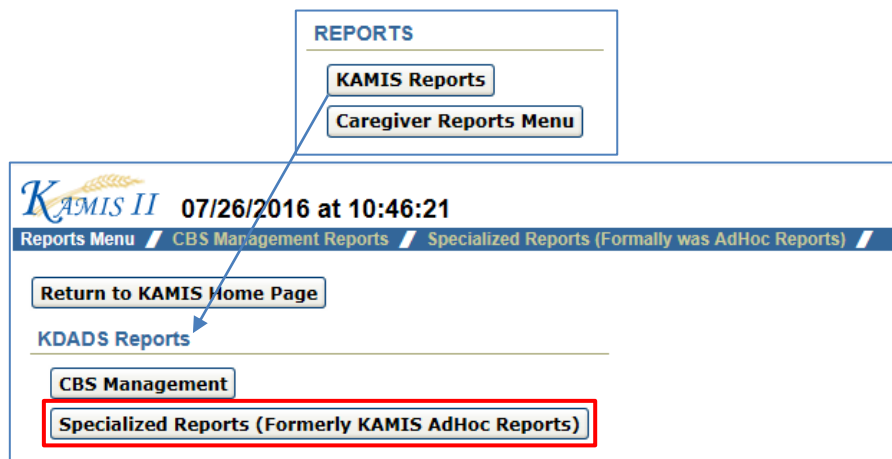 REPORTS
KAMIS Reports
Caregiver Reports Menu
KAMIS II 07/26/2016 at 10:46:21
Reports Menu / CBS Management Reports / Specialized Reports (Formally was AdHoc Reports) /
Return to KAMIS Home Page
KDADS Reports
CBS Management
Specialized Reports (Formerly KAMIS AdHoc Reports)